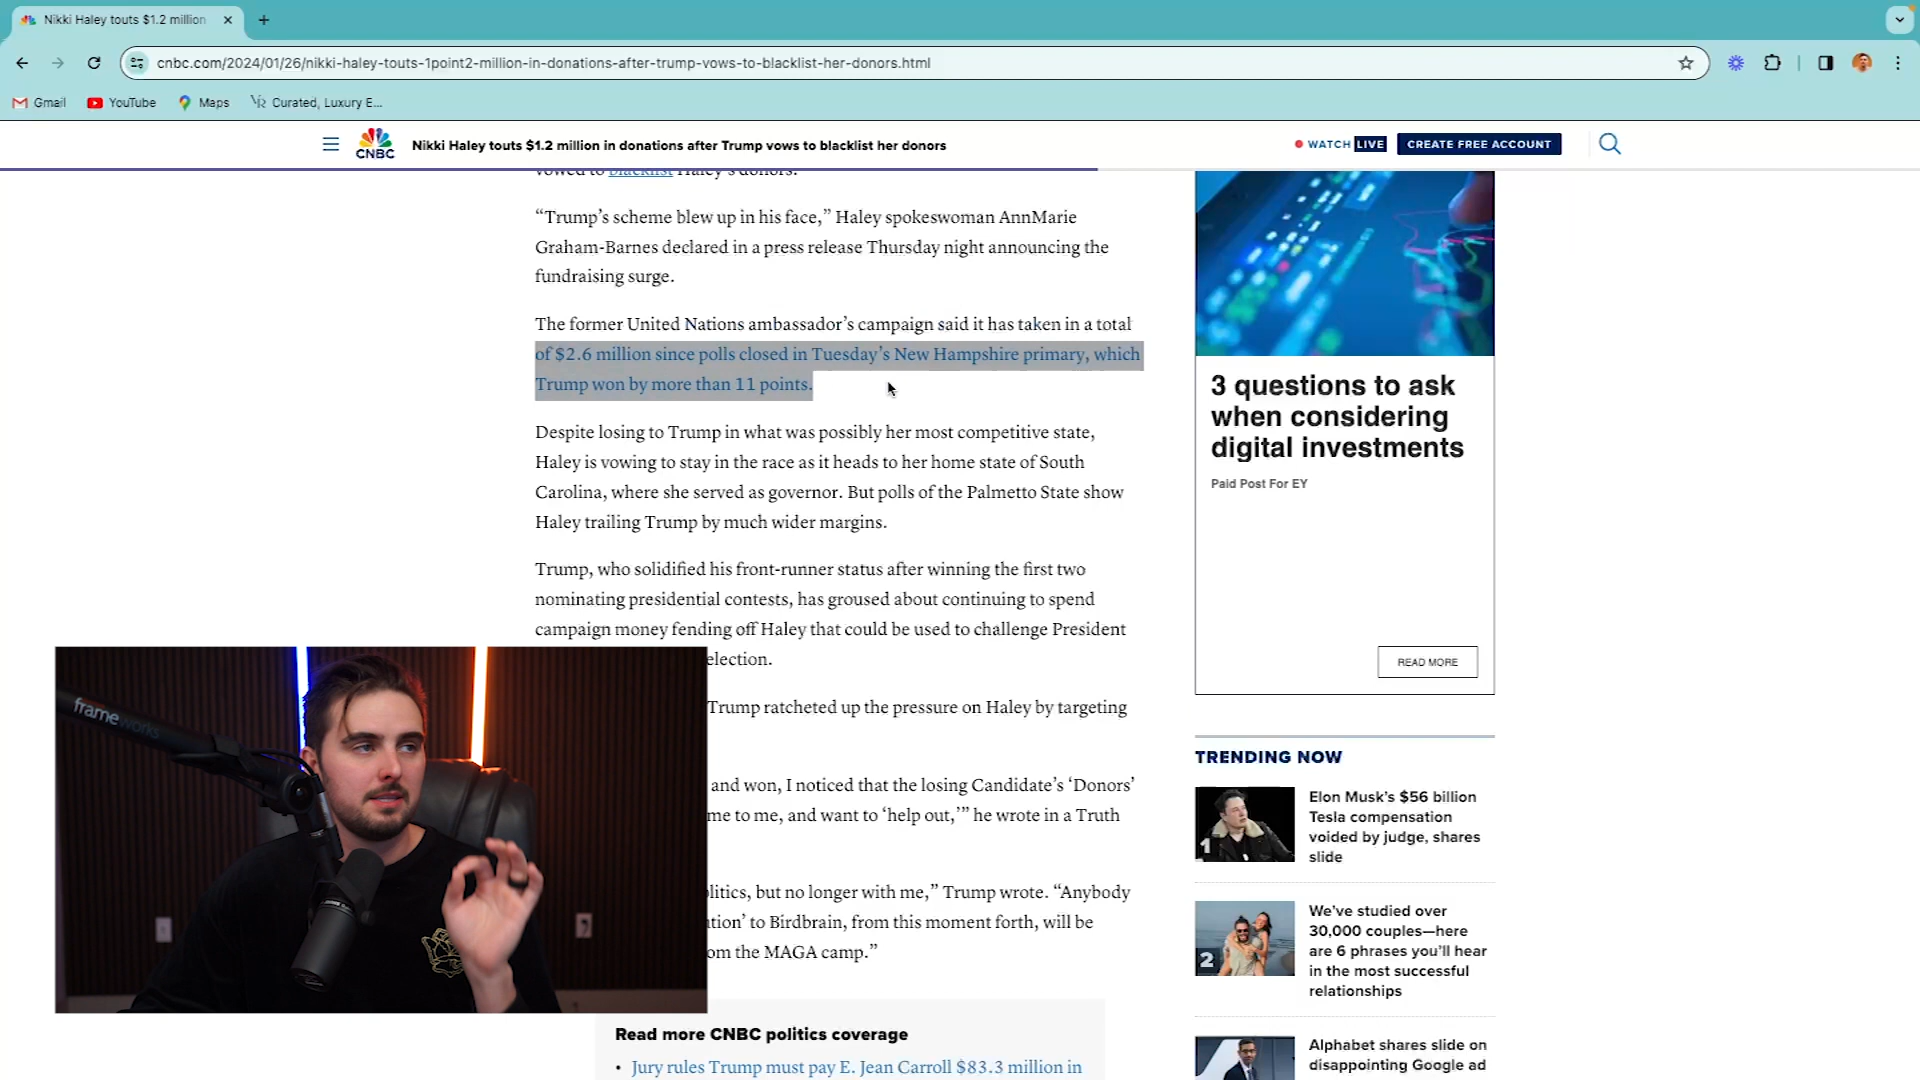 Nikki Haley touts $1.2 million
cnbc.com/2024/01/26/nikki-haley-touts-1point2-million-in-donations-after-trump-vows-to-blacklist-her-donors.html
Gmail YouTube Maps Curated, Luxury E...
CNBC Nikki Haley touts $1.2 million in donations after Trump vows to blacklist her donors WATCH LIVE CREATE FREE ACCOUNT
vowed to blacklist Haley's donors.
“Trump’s scheme blew up in his face,” Haley spokeswoman AnnMarie
Graham-Barnes declared in a press release Thursday night announcing the
fundraising surge.
The former United Nations ambassador’s campaign said it has taken in a total
of $2.6 million since polls closed in Tuesday’s New Hampshire primary, which
Trump won by more than 11 points.
Despite losing to Trump in what was possibly her most competitive state,
Haley is vowing to stay in the race as it heads to her home state of South
Carolina, where she served as governor. But polls of the Palmetto State show
Haley trailing Trump by much wider margins.
Trump, who solidified his front-runner status after winning the first two
nominating presidential contests, has groused about continuing to spend
campaign money fending off Haley that could be used to challenge President
election.
Trump ratcheted up the pressure on Haley by targeting
and won, I noticed that the losing Candidate’s ‘Donors’
me to me, and want to ‘help out,’” he wrote in a Truth
olitics, but no longer with me,” Trump wrote. “Anybody
tion’ to Birdbrain, from this moment forth, will be
om the MAGA camp.”
Read more CNBC politics coverage
• Jury rules Trump must pay E. Jean Carroll $83.3 million in
3 questions to ask
when considering
digital investments
Paid Post For EY
READ MORE
TRENDING NOW
1
Elon Musk’s $56 billion
Tesla compensation
voided by judge, shares
slide
2
We’ve studied over
30,000 couples—here
are 6 phrases you’ll hear
in the most successful
relationships
Alphabet shares slide on
disappointing Google ad
frameworks